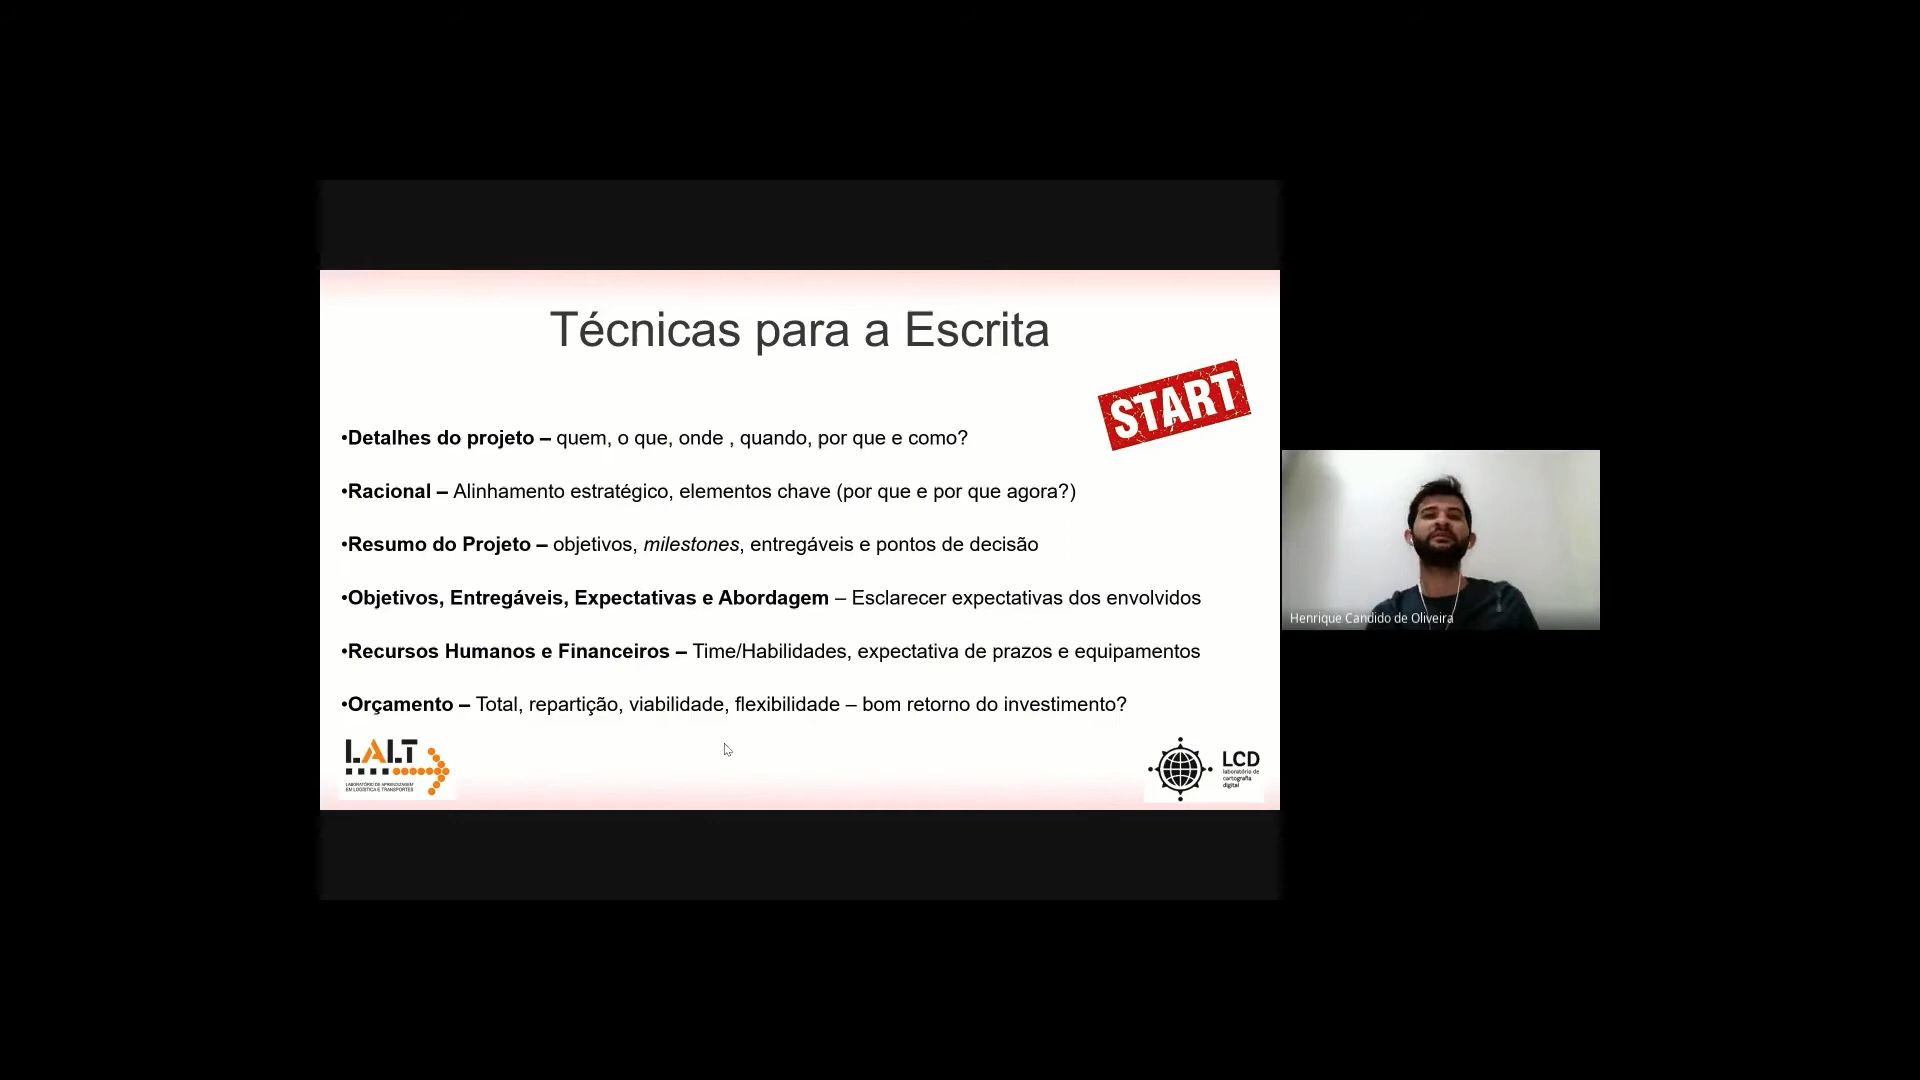 Técnicas para a Escrita
START
•Detalhes do projeto – quem, o que, onde , quando, por que e como?
•Racional – Alinhamento estratégico, elementos chave (por que e por que agora?)
•Resumo do Projeto – objetivos, milestones, entregáveis e pontos de decisão
•Objetivos, Entregáveis, Expectativas e Abordagem – Esclarecer expectativas dos envolvidos
•Recursos Humanos e Financeiros – Time/Habilidades, expectativa de prazos e equipamentos
•Orçamento – Total, repartição, viabilidade, flexibilidade – bom retorno do investimento?
LALT
LABORATÓRIO DE APRENDIZAGEM
EM LOGÍSTICA E TRANSPORTES
LCD
laboratório de
cartografia
digital
Henrique Candido de Oliveira